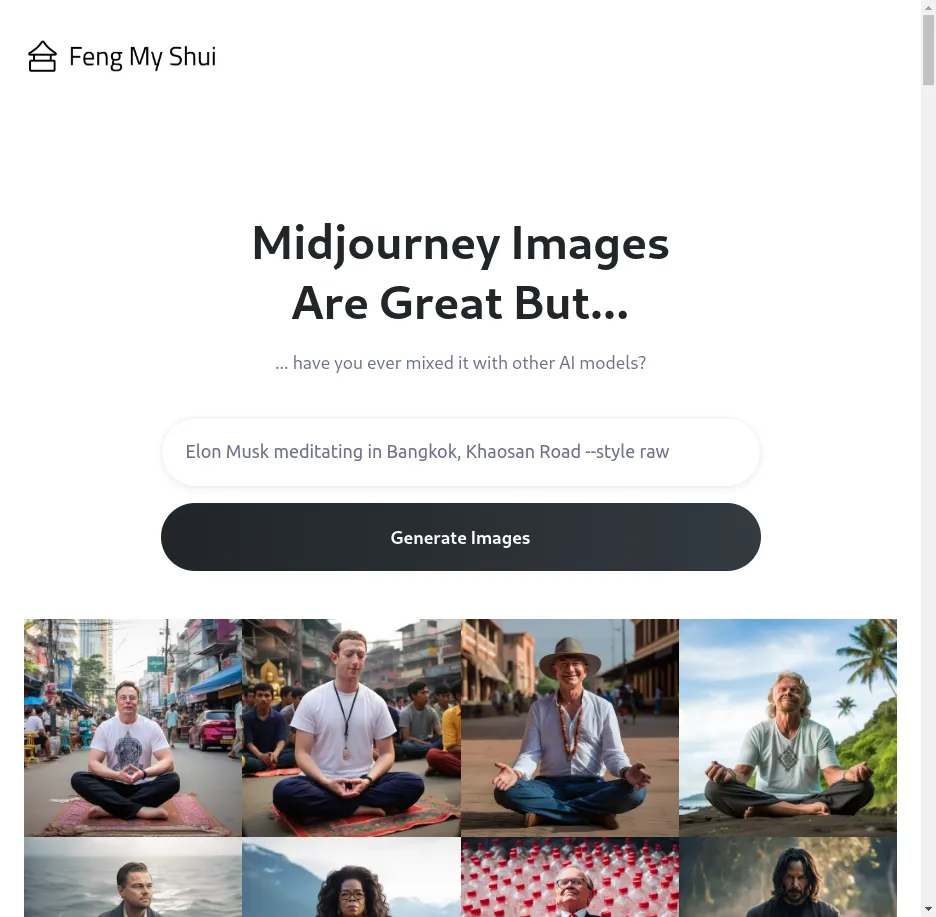 Feng My Shui
Midjourney Images
Are Great But...
... have you ever mixed it with other AI models?
Elon Musk meditating in Bangkok, Khaosan Road --style raw
Generate Images